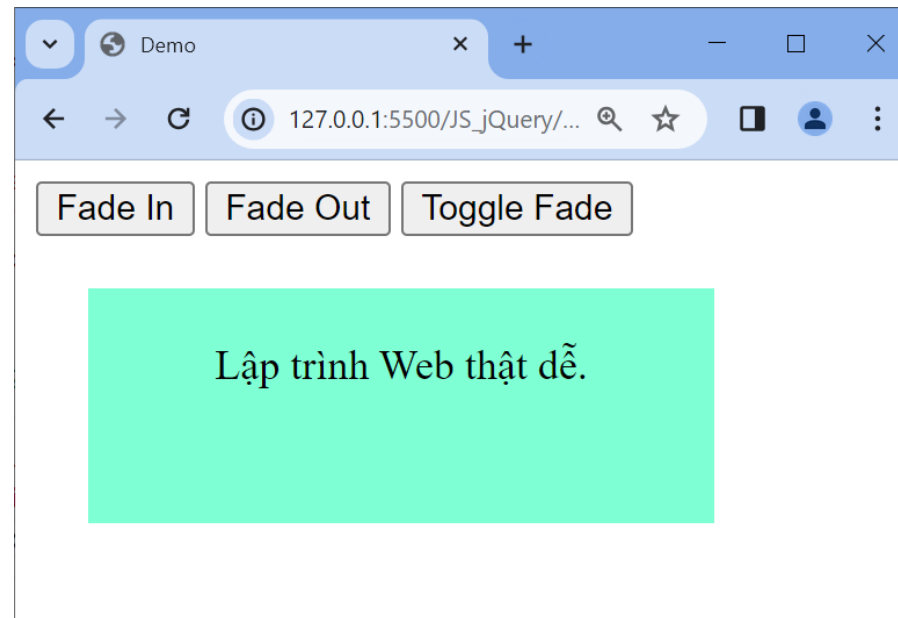 Demo
127.0.0.1:5500/JS_jQuery/...
Fade In Fade Out Toggle Fade
Lập trình Web thật dễ.